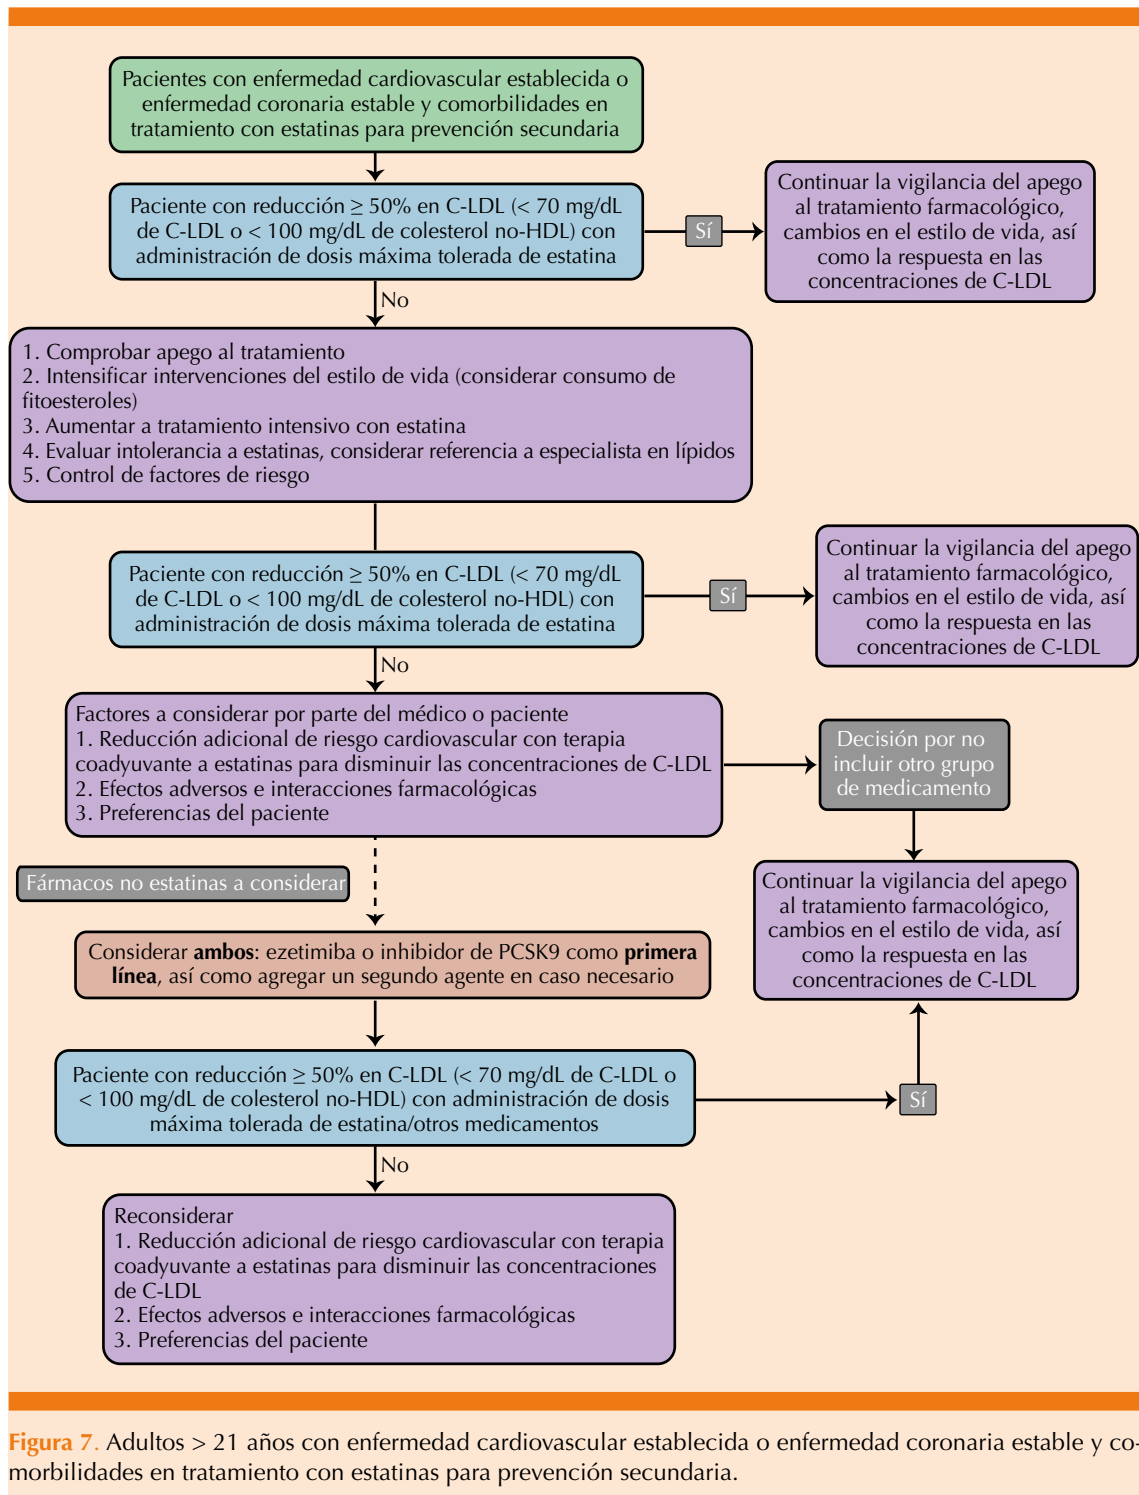 Pacientes con enfermedad cardiovascular establecida o
enfermedad coronaria estable y comorbilidades en
tratamiento con estatinas para prevención secundaria
Paciente con reducción ≥ 50% en C-LDL (< 70 mg/dL
de C-LDL o < 100 mg/dL de colesterol no-HDL) con
administración de dosis máxima tolerada de estatina
Sí
Continuar la vigilancia del apego
al tratamiento farmacológico,
cambios en el estilo de vida, así
como la respuesta en las
concentraciones de C-LDL
No
1. Comprobar apego al tratamiento
2. Intensificar intervenciones del estilo de vida (considerar consumo de
fitoesteroles)
3. Aumentar a tratamiento intensivo con estatina
4. Evaluar intolerancia a estatinas, considerar referencia a especialista en lípidos
5. Control de factores de riesgo
Paciente con reducción ≥ 50% en C-LDL (< 70 mg/dL
de C-LDL o < 100 mg/dL de colesterol no-HDL) con
administración de dosis máxima tolerada de estatina
Sí
Continuar la vigilancia del apego
al tratamiento farmacológico,
cambios en el estilo de vida, así
como la respuesta en las
concentraciones de C-LDL
No
Factores a considerar por parte del médico o paciente
1. Reducción adicional de riesgo cardiovascular con terapia
coadyuvante a estatinas para disminuir las concentraciones de C-LDL
2. Efectos adversos e interacciones farmacológicas
3. Preferencias del paciente
Decisión por no
incluir otro grupo
de medicamento
Fármacos no estatinas a considerar
Continuar la vigilancia del apego
al tratamiento farmacológico,
cambios en el estilo de vida, así
como la respuesta en las
concentraciones de C-LDL
Considerar ambos: ezetimiba o inhibidor de PCSK9 como primera
línea, así como agregar un segundo agente en caso necesario
Paciente con reducción ≥ 50% en C-LDL (< 70 mg/dL de C-LDL o
< 100 mg/dL de colesterol no-HDL) con administración de dosis
máxima tolerada de estatina/otros medicamentos
Sí
No
Reconsiderar
1. Reducción adicional de riesgo cardiovascular con terapia
coadyuvante a estatinas para disminuir las concentraciones
de C-LDL
2. Efectos adversos e interacciones farmacológicas
3. Preferencias del paciente
Figura 7. Adultos > 21 años con enfermedad cardiovascular establecida o enfermedad coronaria estable y co-
morbilidades en tratamiento con estatinas para prevención secundaria.